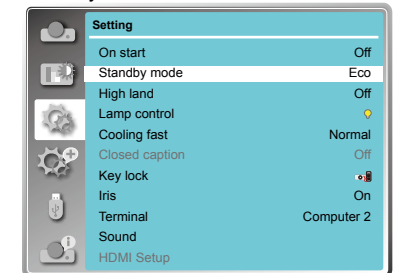 Setting
On start Off
Standby mode Eco
High land Off
Lamp control
Cooling fast Normal
Closed caption Off
Key lock
Iris On
Terminal Computer 2
Sound
HDMI Setup